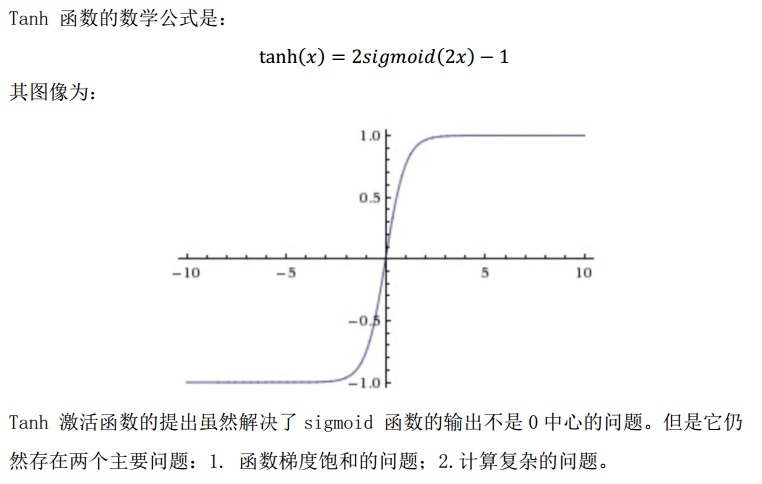 Tanh 函数的数学公式是：
tanh(x) = 2sigmoid(2x) − 1
其图像为：
1.0
0.5
−10 −5 5 10
−0.5
−1.0
Tanh 激活函数的提出虽然解决了 sigmoid 函数的输出不是 0 中心的问题。但是它仍
然存在两个主要问题：1. 函数梯度饱和的问题；2.计算复杂的问题。